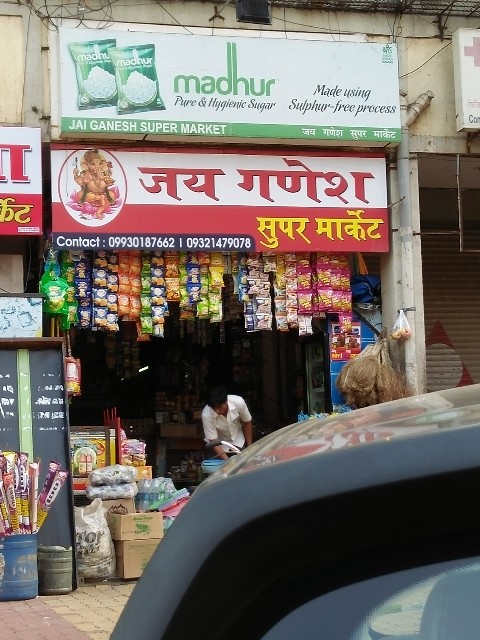 madhur
madhur
madhur
Pure & Hygienic Sugar
Made using
Sulphur-free process
JAI GANESH SUPER MARKET
जय गणेश सुपर मार्केट
जय गणेश
सुपर मार्केट
Contact : 09930187662 | 09321479078